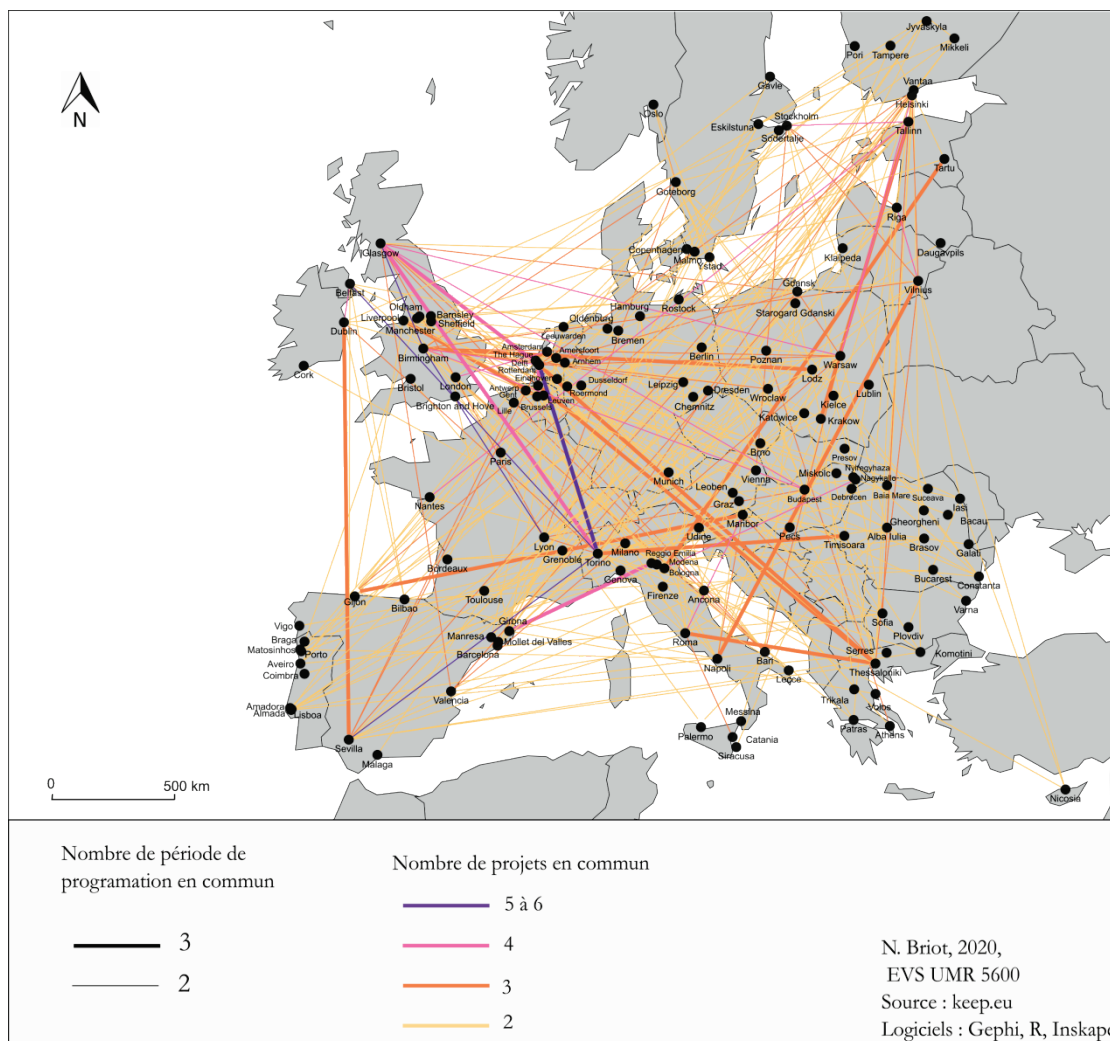 Jyvaskyla
Mikkeli
Pori
Tampere
Vantaa
Helsinki
Gavle
Oslo
Stockholm
Eskilstuna
Sodertalje
Tallinn
Tartu
Goteborg
Riga
Glasgow
Copenhagen
Malmo
Ystad
Klaipeda
Daugavpils
Belfast
Vilnius
Gdansk
Starogard Gdanski
Hamburg
Rostock
Oldham
Barnsley
Liverpool
Sheffield
Manchester
Dublin
Oldenburg
Leeuwarden
Bremen
Birmingham
Amsterdam
Amersfoort
The Hague
Delft
Arnhem
Rotterdam
Berlin
Poznan
Warsaw
Lodz
Cork
Bristol
London
Eindhoven
Dusseldorf
Roermond
Leipzig
Dresden
Wroclaw
Lublin
Brighton and Hove
Antwerp
Gent
Leuven
Lille
Brussels
Chemnitz
Kielce
Katowice
Krakow
Paris
Brno
Presov
Munich
Vienna
Miskolc
Nyiregyhaza
Nagykallo
Leoben
Budapest
Debrecen
Baia Mare
Suceava
Iasi
Nantes
Graz
Maribor
Gheorgheni
Bacau
Lyon
Grenoble
Milano
Torino
Udine
Pecs
Timisoara
Alba Iulia
Brasov
Galati
Bordeaux
Genova
Reggio Emilia
Modena
Bologna
Bucarest
Constanta
Gijon
Bilbao
Toulouse
Firenze
Ancona
Varna
Vigo
Girona
Sofia
Plovdiv
Braga
Manresa
Mollet del Valles
Matosinhos
Porto
Barcelona
Roma
Serres
Komotini
Aveiro
Coimbra
Napoli
Bari
Thessaloniki
Lecce
Valencia
Trikala
Volos
Amadora
Almada
Lisboa
Messina
Patras
Athens
Sevilla
Palermo
Catania
Siracusa
Malaga
Nicosia
N
0 500 km
Nombre de période de
programation en commun
3
2
Nombre de projets en commun
5 à 6
4
3
2
N. Briot, 2020,
EVS UMR 5600
Source : keep.eu
Logiciels : Gephi, R, Inskape